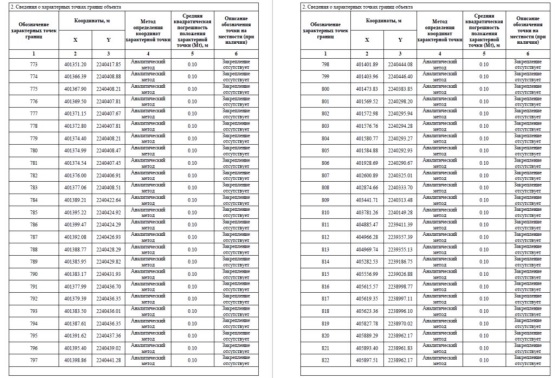 2. Сведения о характерных точках границ объекта
Обозначение характерных точек границ
Координаты, м
Метод определения координат характерной точки
Средняя квадратическая погрешность положения характерной точки (Mt), м
Описание обозначения точки на местности (при наличии)
X Y
1 2 3 4 5 6
773 401351.20 2240417.85 Аналитический метод 0.10 Закрепление отсутствует
774 401366.39 2240408.88 Аналитический метод 0.10 Закрепление отсутствует
775 401367.90 2240408.21 Аналитический метод 0.10 Закрепление отсутствует
776 401369.50 2240407.81 Аналитический метод 0.10 Закрепление отсутствует
777 401371.15 2240407.67 Аналитический метод 0.10 Закрепление отсутствует
778 401372.80 2240407.81 Аналитический метод 0.10 Закрепление отсутствует
779 401374.40 2240408.21 Аналитический метод 0.10 Закрепление отсутствует
780 401374.99 2240408.47 Аналитический метод 0.10 Закрепление отсутствует
781 401374.54 2240407.45 Аналитический метод 0.10 Закрепление отсутствует
782 401376.00 2240406.91 Аналитический метод 0.10 Закрепление отсутствует
783 401377.06 2240408.51 Аналитический метод 0.10 Закрепление отсутствует
784 401389.21 2240422.64 Аналитический метод 0.10 Закрепление отсутствует
785 401395.22 2240424.92 Аналитический метод 0.10 Закрепление отсутствует
786 401399.47 2240424.29 Аналитический метод 0.10 Закрепление отсутствует
787 401392.08 2240426.93 Аналитический метод 0.10 Закрепление отсутствует
788 401388.77 2240428.29 Аналитический метод 0.10 Закрепление отсутствует
789 401383.95 2240429.82 Аналитический метод 0.10 Закрепление отсутствует
790 401383.17 2240431.93 Аналитический метод 0.10 Закрепление отсутствует
791 401377.99 2240436.70 Аналитический метод 0.10 Закрепление отсутствует
792 401379.39 2240436.35 Аналитический метод 0.10 Закрепление отсутствует
793 401383.50 2240436.01 Аналитический метод 0.10 Закрепление отсутствует
794 401387.61 2240436.35 Аналитический метод 0.10 Закрепление отсутствует
795 401391.62 2240437.36 Аналитический метод 0.10 Закрепление отсутствует
796 401395.40 2240439.02 Аналитический метод 0.10 Закрепление отсутствует
797 401398.86 2240441.28 Аналитический метод 0.10 Закрепление отсутствует
2. Сведения о характерных точках границ объекта
Обозначение характерных точек границ
Координаты, м
Метод определения координат характерной точки
Средняя квадратическая погрешность положения характерной точки (Mt), м
Описание обозначения точки на местности (при наличии)
X Y
1 2 3 4 5 6
798 401401.89 2240444.08 Аналитический метод 0.10 Закрепление отсутствует
799 401403.96 2240446.40 Аналитический метод 0.10 Закрепление отсутствует
800 401473.83 2240383.85 Аналитический метод 0.10 Закрепление отсутствует
801 401569.52 2240298.20 Аналитический метод 0.10 Закрепление отсутствует
802 401572.98 2240295.94 Аналитический метод 0.10 Закрепление отсутствует
803 401576.76 2240294.28 Аналитический метод 0.10 Закрепление отсутствует
804 401580.77 2240293.27 Аналитический метод 0.10 Закрепление отсутствует
805 401584.88 2240292.93 Аналитический метод 0.10 Закрепление отсутствует
806 401928.69 2240290.67 Аналитический метод 0.10 Закрепление отсутствует
807 402600.89 2240325.01 Аналитический метод 0.10 Закрепление отсутствует
808 402874.66 2240333.70 Аналитический метод 0.10 Закрепление отсутствует
809 403441.71 2240313.48 Аналитический метод 0.10 Закрепление отсутствует
810 403781.26 2240149.28 Аналитический метод 0.10 Закрепление отсутствует
811 404885.47 2239411.39 Аналитический метод 0.10 Закрепление отсутствует
812 404966.28 2239357.39 Аналитический метод 0.10 Закрепление отсутствует
813 404969.74 2239355.13 Аналитический метод 0.10 Закрепление отсутствует
814 405282.53 2239186.75 Аналитический метод 0.10 Закрепление отсутствует
815 405556.99 2239026.88 Аналитический метод 0.10 Закрепление отсутствует
816 405615.57 2238998.77 Аналитический метод 0.10 Закрепление отсутствует
817 405619.35 2238997.11 Аналитический метод 0.10 Закрепление отсутствует
818 405623.36 2238996.10 Аналитический метод 0.10 Закрепление отсутствует
819 405827.78 2238970.02 Аналитический метод 0.10 Закрепление отсутствует
820 405889.29 2238962.17 Аналитический метод 0.10 Закрепление отсутствует
821 405893.40 2238961.83 Аналитический метод 0.10 Закрепление отсутствует
822 405897.51 2238962.17 Аналитический метод 0.10 Закрепление отсутствует